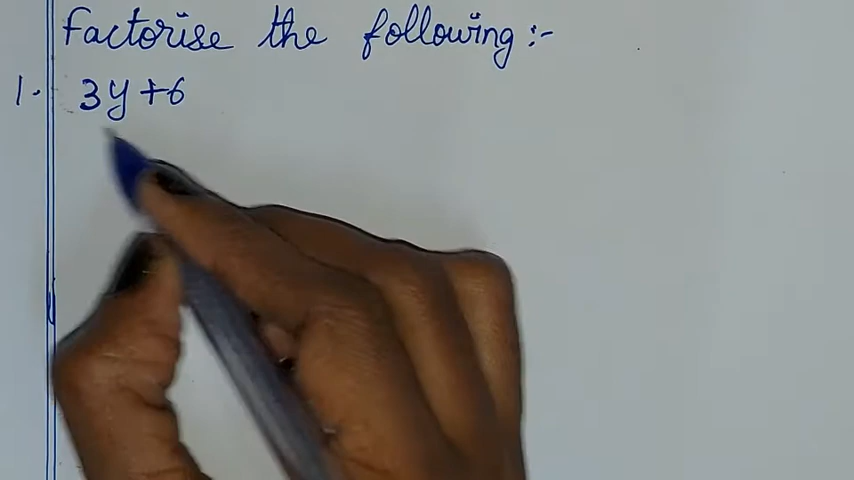 Factorise the following :-
1. 3y+6